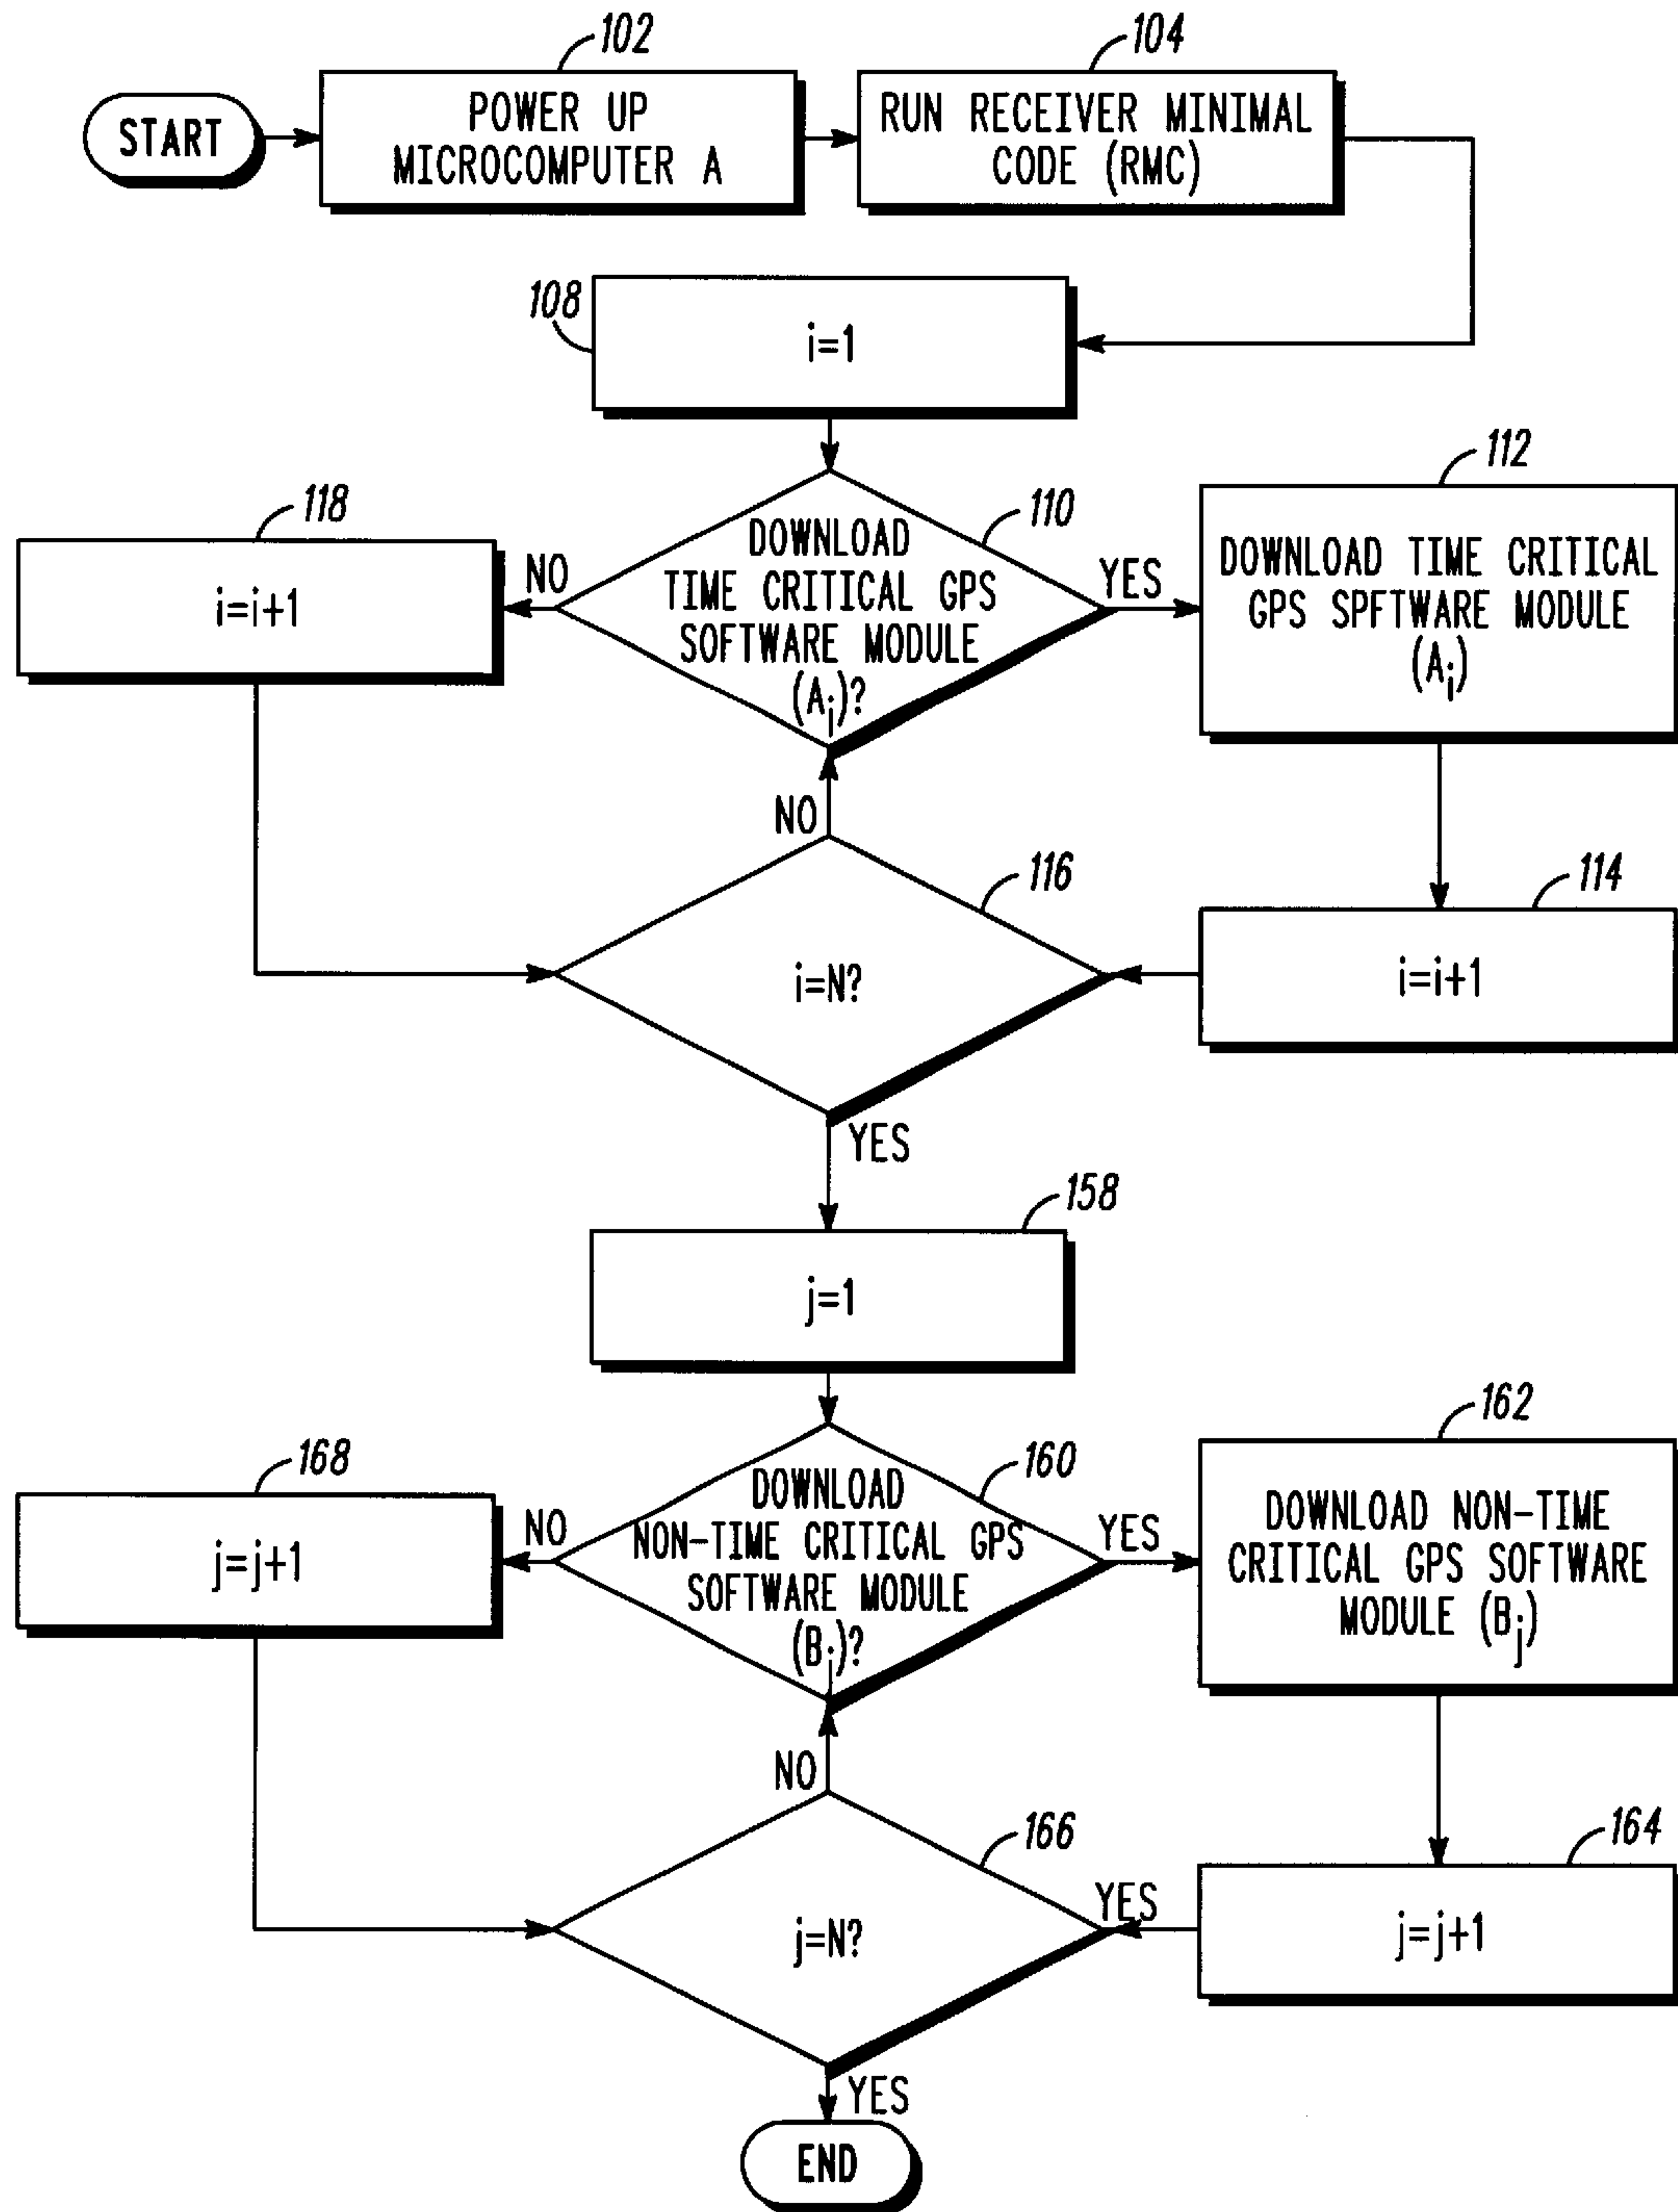 102
104
START
POWER UP
MICROCOMPUTER A
RUN RECEIVER MINIMAL
CODE (RMC)
108
i=1
118
110
112
i=i+1
NO
DOWNLOAD
TIME CRITICAL GPS
SOFTWARE MODULE
(Ai)?
YES
DOWNLOAD TIME CRITICAL
GPS SPFTWARE MODULE
(Ai)
NO
116
114
i=N?
i=i+1
YES
158
j=1
168
160
162
j=j+1
NO
DOWNLOAD
NON-TIME CRITICAL GPS
SOFTWARE MODULE
(Bj)?
YES
DOWNLOAD NON-TIME
CRITICAL GPS SOFTWARE
MODULE (Bj)
NO
166
164
j=N?
YES
j=j+1
YES
END